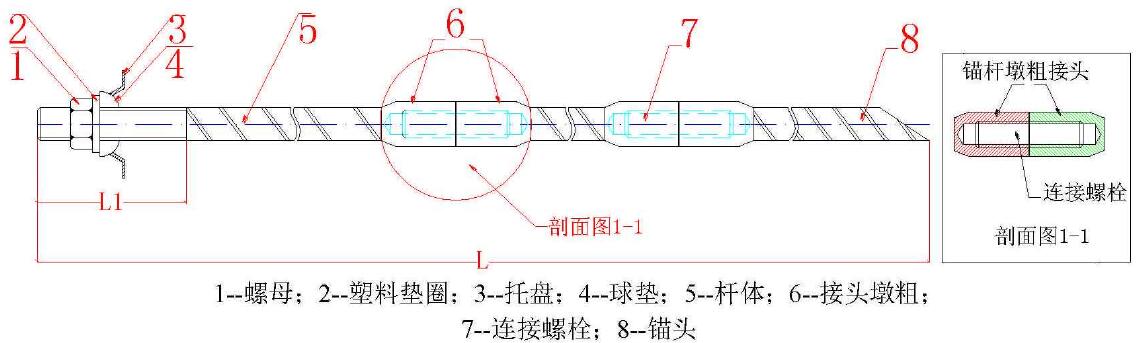 2
3
6
1
4
5
7
8
L1
剖面图1-1
L
锚杆墩粗接头
连接螺栓
剖面图1-1
1--螺母；2--塑料垫圈；3--托盘；4--球垫；5--杆体；6--接头墩粗；
7--连接螺栓；8--锚头